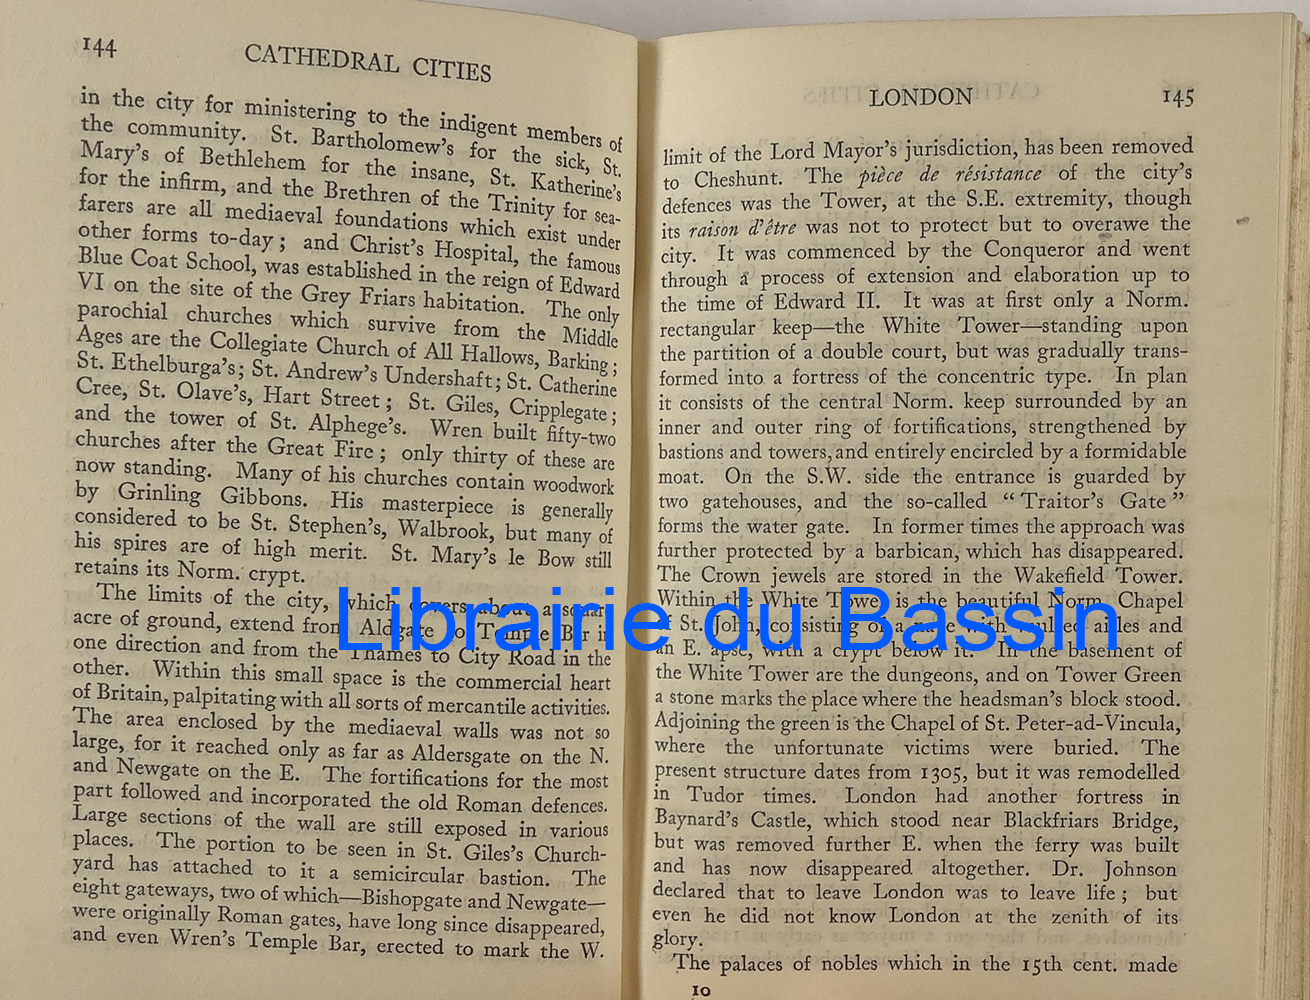 144
CATHEDRAL CITIES
in the city for ministering to the indigent members of
the community. St. Bartholomew's for the sick, St.
Mary's of Bethlehem for the insane, St. Katherine's
for the infirm, and the Brethren of the Trinity for sea-
farers are all mediaeval foundations which exist under
other forms to-day ; and Christ's Hospital, the famous
Blue Coat School, was established in the reign of Edward
VI on the site of the Grey Friars habitation. The only
parochial churches which survive from the Middle
Ages are the Collegiate Church of All Hallows, Barking ;
St. Ethelburga's ; St. Andrew's Undershaft ; St. Catherine
Cree, St. Olave's, Hart Street ; St. Giles, Cripplegate ;
and the tower of St. Alphege's. Wren built fifty-two
churches after the Great Fire ; only thirty of these are
now standing. Many of his churches contain woodwork
by Grinling Gibbons. His masterpiece is generally
considered to be St. Stephen's, Walbrook, but many of
his spires are of high merit. St. Mary's le Bow still
retains its Norm. crypt.
The limits of the city, which covers about a square
acre of ground, extend from Aldgate to Temple Bar in
one direction and from the Thames to City Road in the
other. Within this small space is the commercial heart
of Britain, palpitating with all sorts of mercantile activities.
The area enclosed by the mediaeval walls was not so
large, for it reached only as far as Aldersgate on the N.
and Newgate on the E. The fortifications for the most
part followed and incorporated the old Roman defences.
Large sections of the wall are still exposed in various
places. The portion to be seen in St. Giles's Church-
yard has attached to it a semicircular bastion. The
eight gateways, two of which—Bishopgate and Newgate—
were originally Roman gates, have long since disappeared,
and even Wren's Temple Bar, erected to mark the W.
LONDON
145
limit of the Lord Mayor's jurisdiction, has been removed
to Cheshunt. The pièce de résistance of the city's
defences was the Tower, at the S.E. extremity, though
its raison d'être was not to protect but to overawe the
city. It was commenced by the Conqueror and went
through a process of extension and elaboration up to
the time of Edward II. It was at first only a Norm.
rectangular keep—the White Tower—standing upon
the partition of a double court, but was gradually trans-
formed into a fortress of the concentric type. In plan
it consists of the central Norm. keep surrounded by an
inner and outer ring of fortifications, strengthened by
bastions and towers, and entirely encircled by a formidable
moat. On the S.W. side the entrance is guarded by
two gatehouses, and the so-called “ Traitor's Gate ”
forms the water gate. In former times the approach was
further protected by a barbican, which has disappeared.
The Crown jewels are stored in the Wakefield Tower.
Within the White Tower is the beautiful Norm. Chapel
of St. John, consisting of a nave with aisles and
an E. apse, with a crypt below it. In the basement of
the White Tower are the dungeons, and on Tower Green
a stone marks the place where the headsman's block stood.
Adjoining the green is the Chapel of St. Peter-ad-Vincula,
where the unfortunate victims were buried. The
present structure dates from 1305, but it was remodelled
in Tudor times. London had another fortress in
Baynard's Castle, which stood near Blackfriars Bridge,
but was removed further E. when the ferry was built
and has now disappeared altogether. Dr. Johnson
declared that to leave London was to leave life ; but
even he did not know London at the zenith of its
glory.
The palaces of nobles which in the 15th cent. made
10
Librairie du Bassin